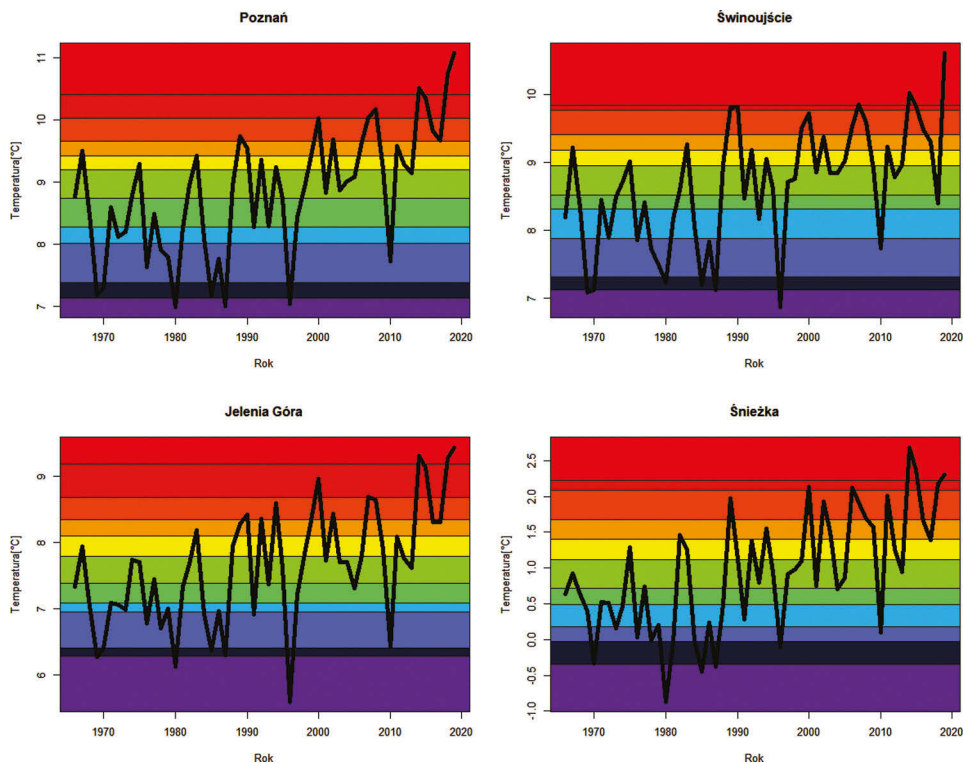 Poznań
Temperatura[°C]
11
10
9
8
7
1970 1980 1990 2000 2010 2020
Rok
Świnoujście
Temperatura[°C]
10
9
8
7
1970 1980 1990 2000 2010 2020
Rok
Jelenia Góra
Temperatura[°C]
9
8
7
6
1970 1980 1990 2000 2010 2020
Rok
Śnieżka
Temperatura[°C]
2.5
2.0
1.5
1.0
0.5
0.0
-0.5
-1.0
1970 1980 1990 2000 2010 2020
Rok